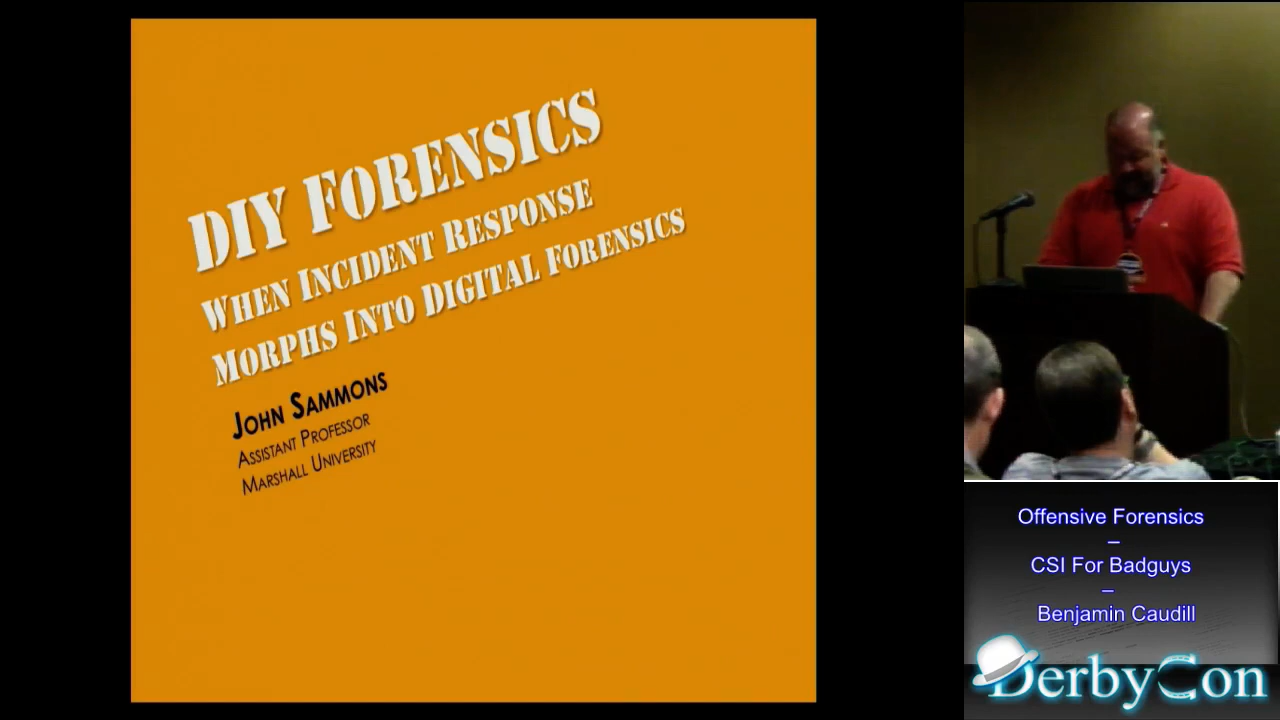 DIY FORENSICS
WHEN INCIDENT RESPONSE
MORPHS INTO DIGITAL FORENSICS
JOHN SAMMONS
ASSISTANT PROFESSOR
MARSHALL UNIVERSITY
Offensive Forensics
–
CSI For Badguys
–
Benjamin Caudill
DerbyCon